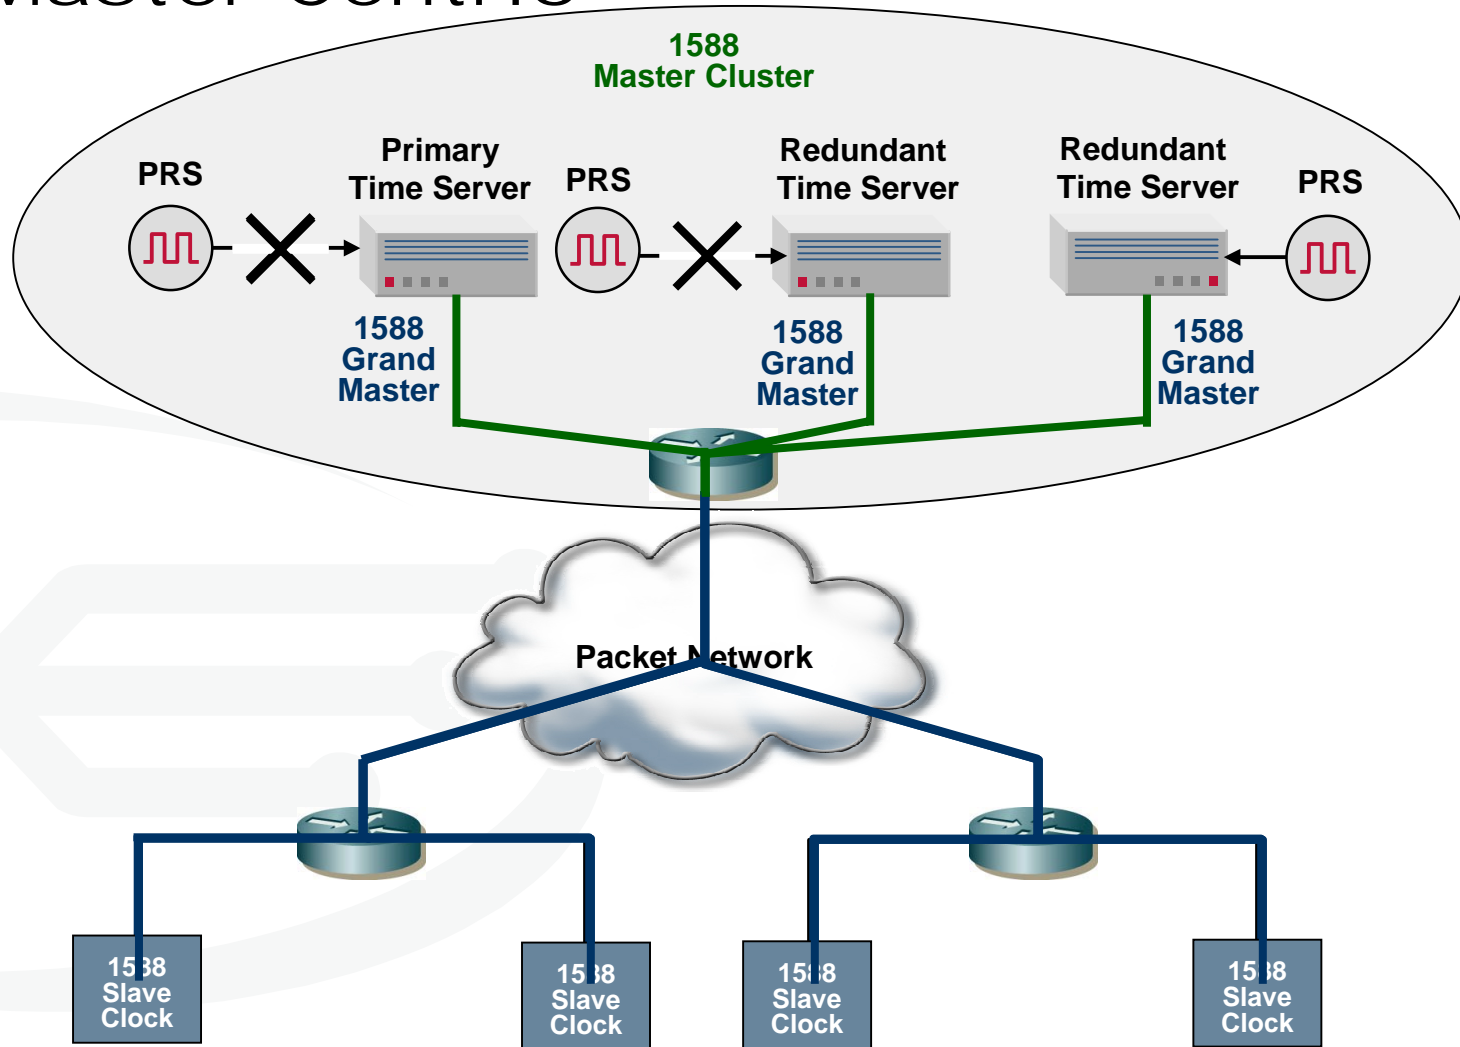 1588
Master Cluster
PRS
Primary
Time Server
PRS
Redundant
Time Server
Redundant
Time Server
PRS
1588
Grand
Master
1588
Grand
Master
1588
Grand
Master
Packet Network
1588
Slave
Clock
1588
Slave
Clock
1588
Slave
Clock
1588
Slave
Clock